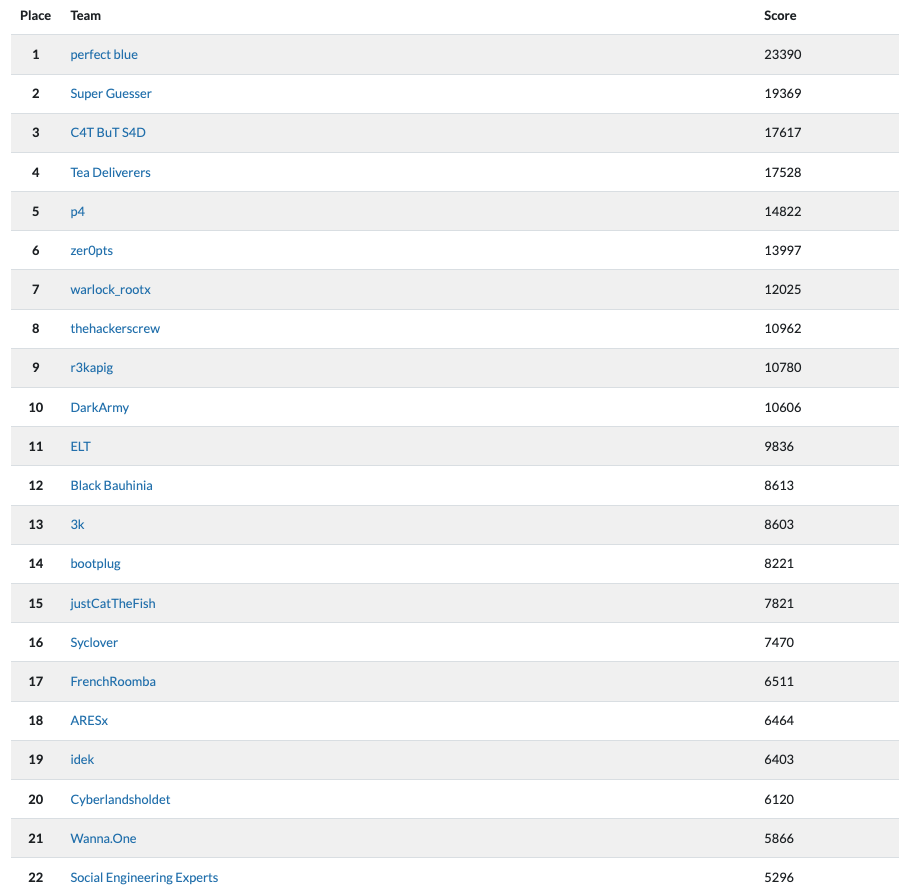 Place Team Score
1 perfect blue 23390
2 Super Guesser 19369
3 C4T BuT S4D 17617
4 Tea Deliverers 17528
5 p4 14822
6 zer0pts 13997
7 warlock_rootx 12025
8 thehackerscrew 10962
9 r3kapig 10780
10 DarkArmy 10606
11 ELT 9836
12 Black Bauhinia 8613
13 3k 8603
14 bootplug 8221
15 justCatTheFish 7821
16 Syclover 7470
17 FrenchRoomba 6511
18 ARESx 6464
19 idek 6403
20 Cyberlandsholdet 6120
21 Wanna.One 5866
22 Social Engineering Experts 5296